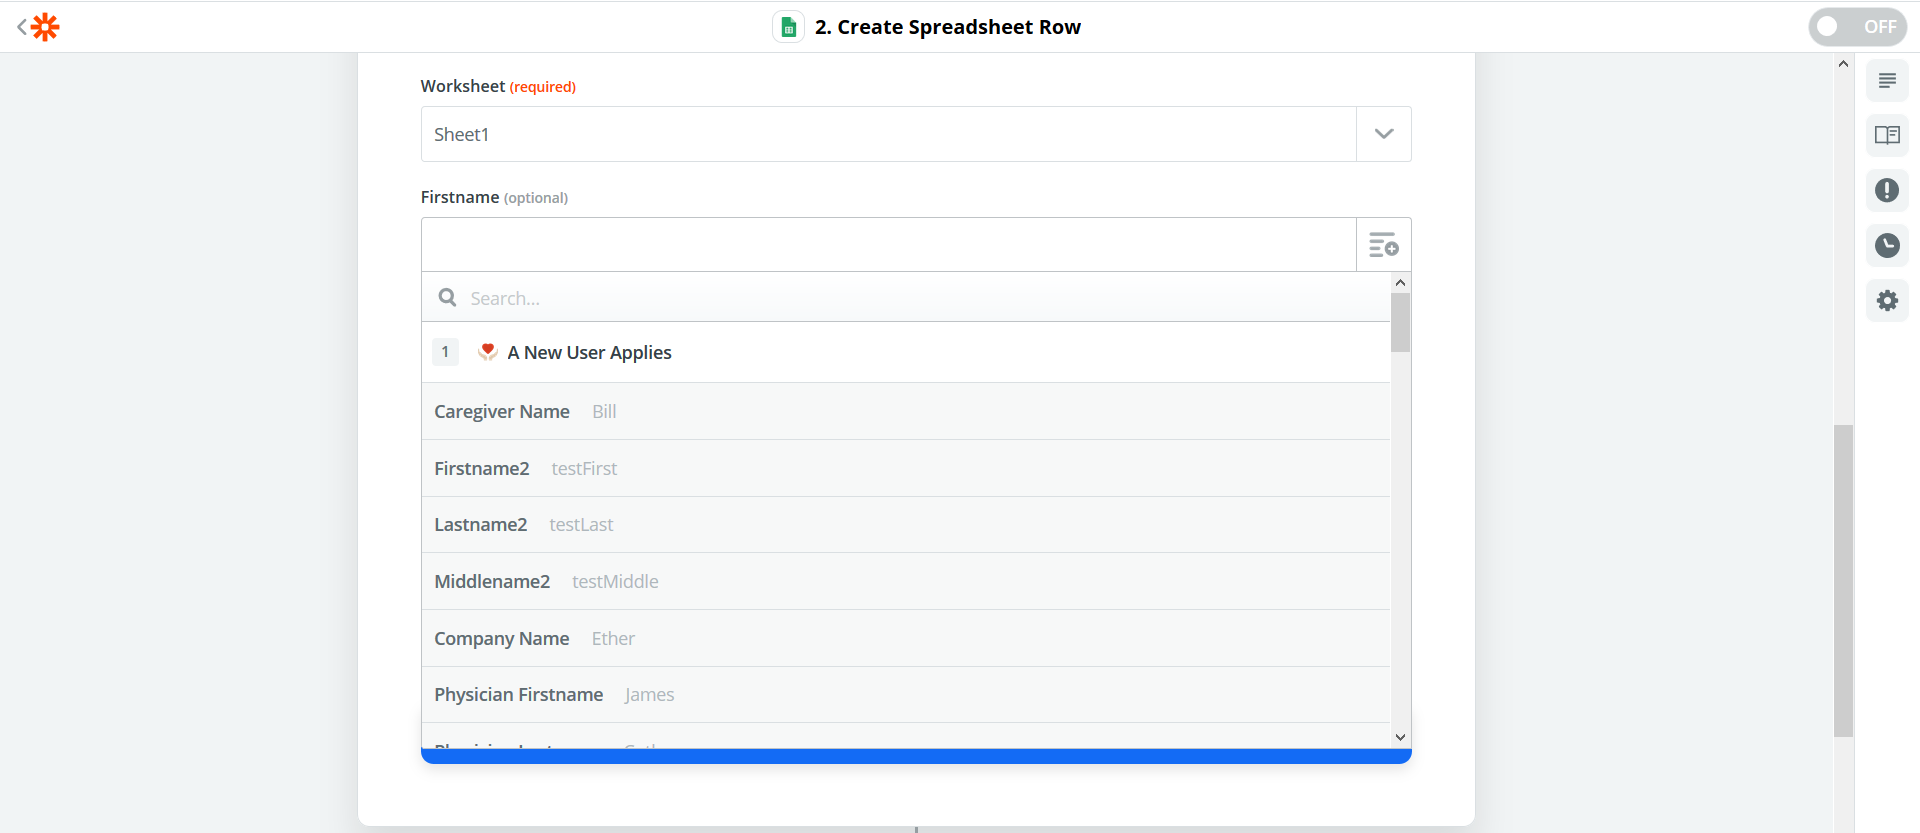 2. Create Spreadsheet Row
OFF
Worksheet (required)
Sheet1
Firstname (optional)
Search...
1 A New User Applies
Caregiver Name Bill
Firstname2 testFirst
Lastname2 testLast
Middlename2 testMiddle
Company Name Ether
Physician Firstname James